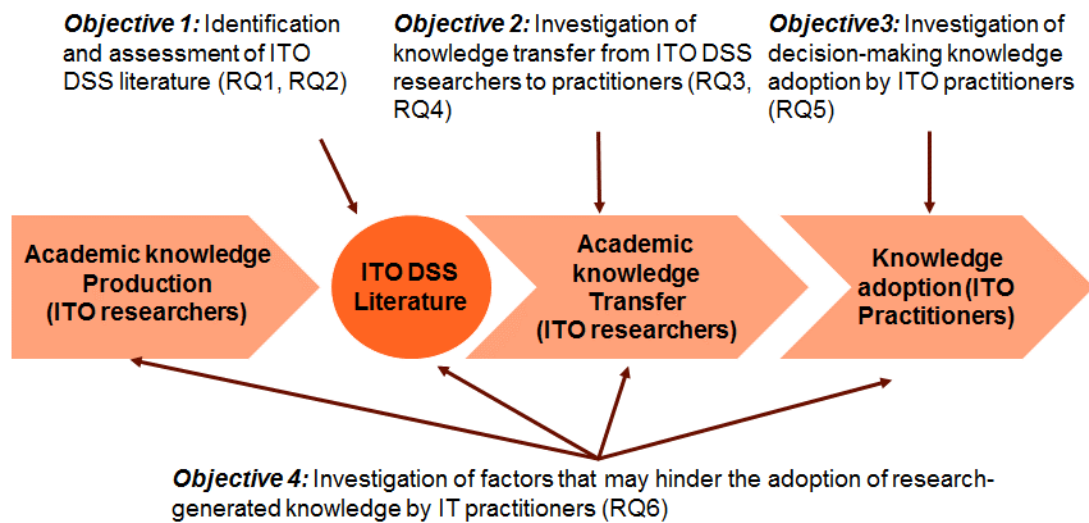 Objective 1: Identification
and assessment of ITO
DSS literature (RQ1, RQ2)
Objective 2: Investigation of
knowledge transfer from ITO DSS
researchers to practitioners (RQ3,
RQ4)
Objective3: Investigation of
decision-making knowledge
adoption by ITO practitioners
(RQ5)
Academic knowledge
Production
(ITO researchers)
ITO DSS
Literature
Academic
knowledge
Transfer
(ITO researchers)
Knowledge
adoption (ITO
Practitioners)
Objective 4: Investigation of factors that may hinder the adoption of research-
generated knowledge by IT practitioners (RQ6)